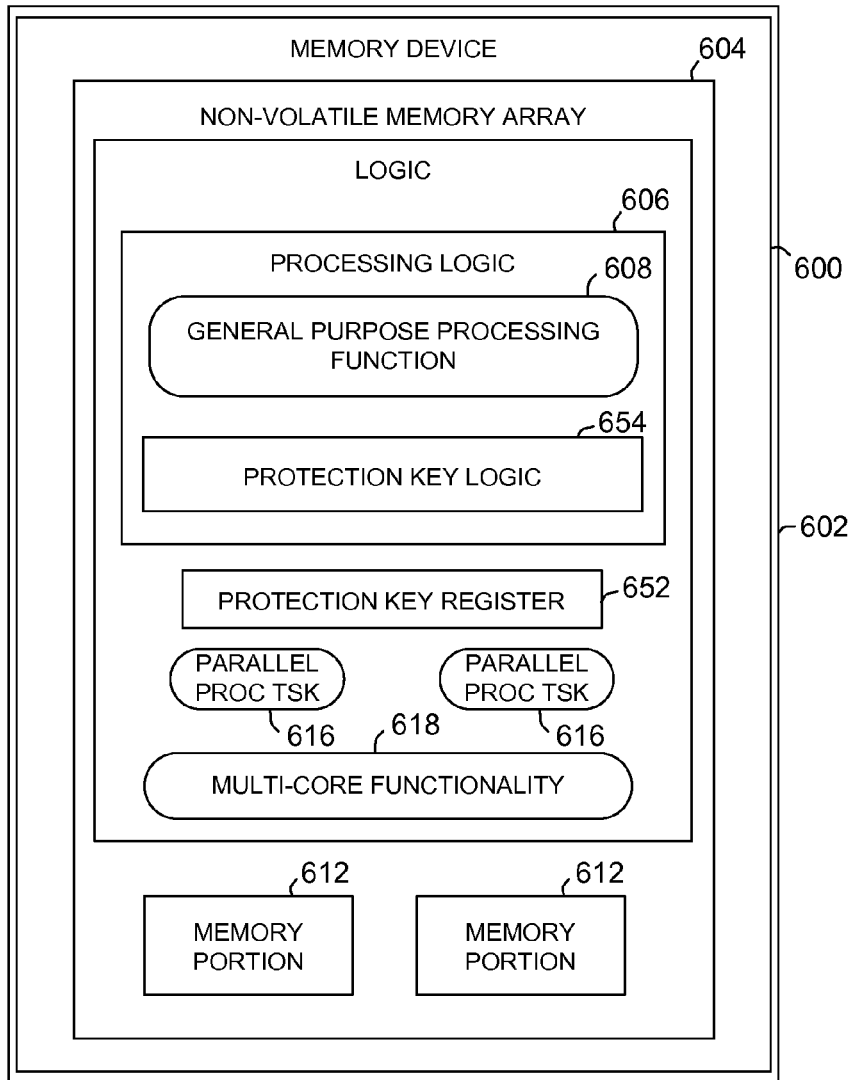 MEMORY DEVICE
604
NON-VOLATILE MEMORY ARRAY
LOGIC
606
PROCESSING LOGIC
608
600
GENERAL PURPOSE PROCESSING
FUNCTION
654
PROTECTION KEY LOGIC
602
PROTECTION KEY REGISTER
652
PARALLEL
PROC TSK
PARALLEL
PROC TSK
616
618
616
MULTI-CORE FUNCTIONALITY
612
612
MEMORY
PORTION
MEMORY
PORTION